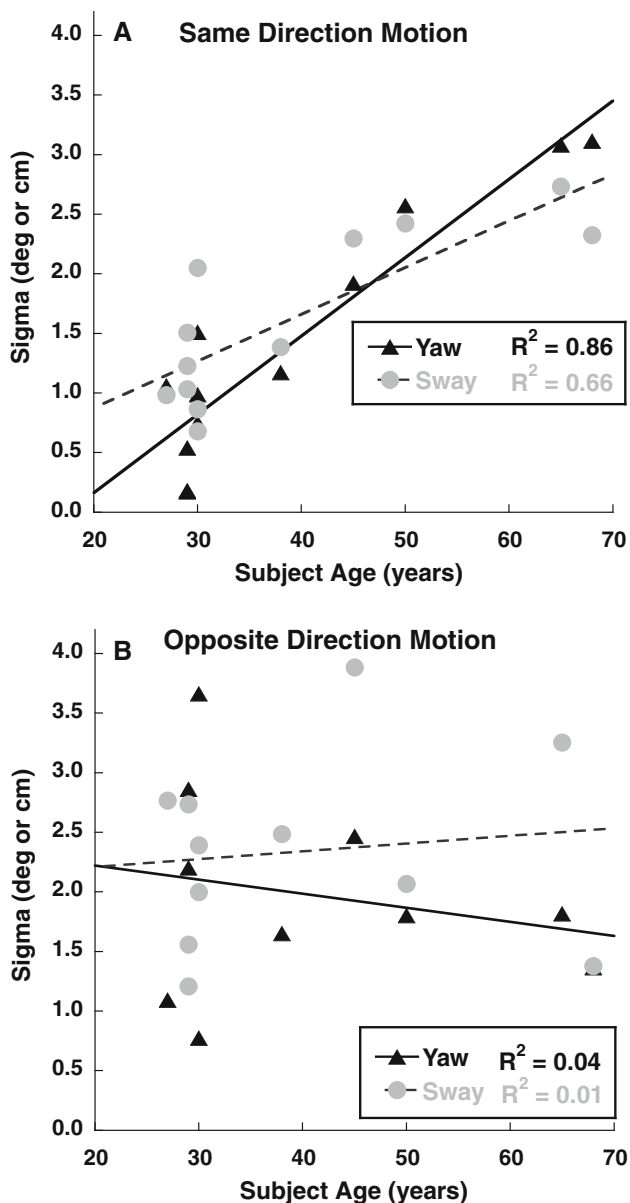 A Same Direction Motion
4.0
3.5
3.0
2.5
2.0
1.5
1.0
0.5
0.0
Sigma (deg or cm)
Yaw R² = 0.86
Sway R² = 0.66
20 30 40 50 60 70
Subject Age (years)
B Opposite Direction Motion
4.0
3.5
3.0
2.5
2.0
1.5
1.0
0.5
0.0
Sigma (deg or cm)
Yaw R² = 0.04
Sway R² = 0.01
20 30 40 50 60 70
Subject Age (years)